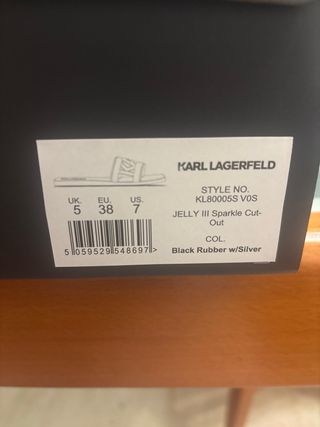 KARL LAGERFELD
STYLE NO.
KL80005S V0S
JELLY III Sparkle Cut-
Out
COL.
Black Rubber w/Silver
UK. EU. US.
5 38 7
5 059529 548697>